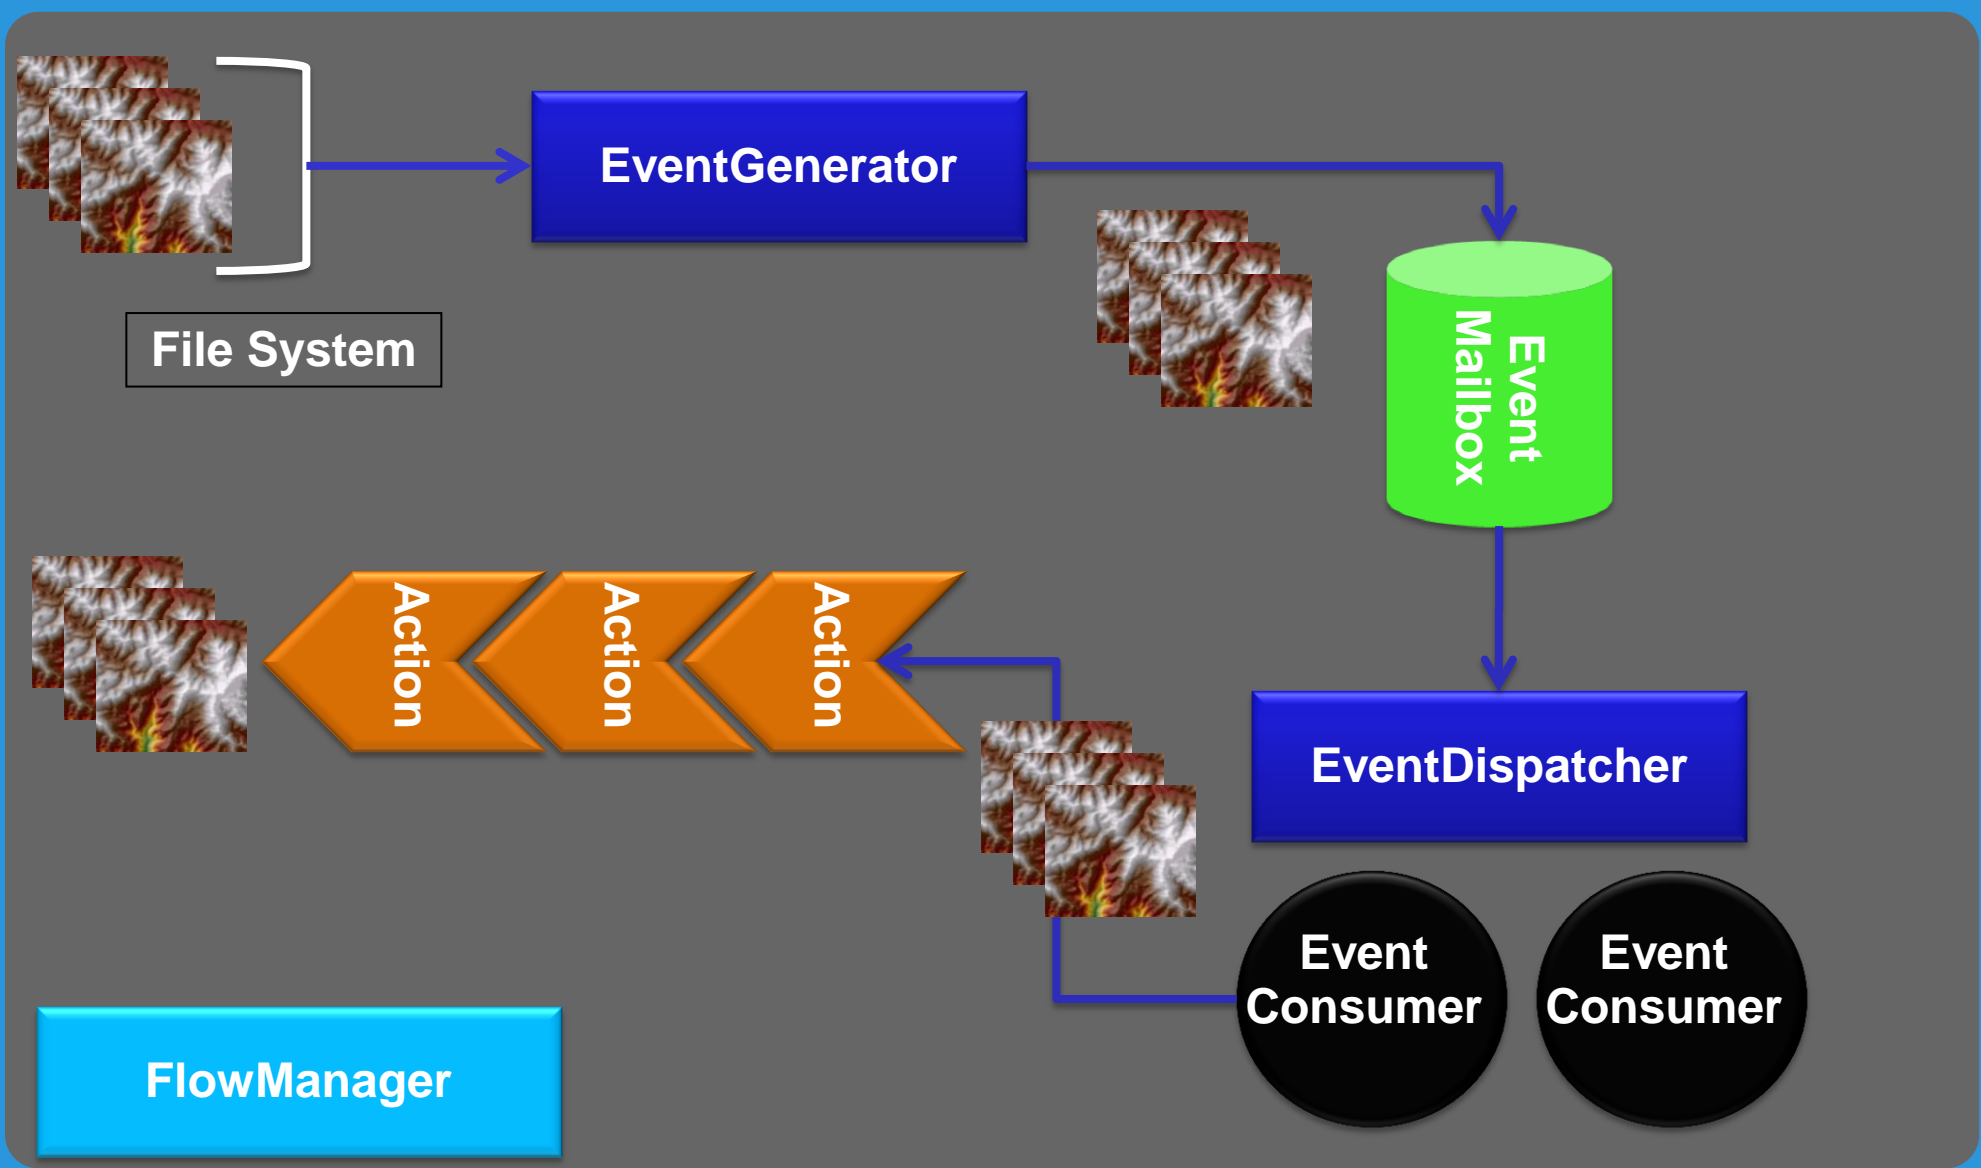 EventGenerator
File System
Event
Mailbox
Action
Action
Action
EventDispatcher
Event
Consumer
Event
Consumer
FlowManager